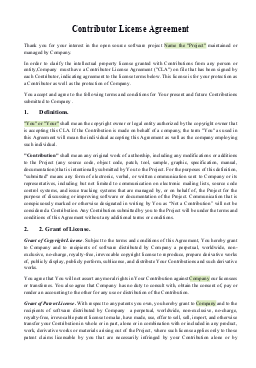 Contributor License Agreement
Thank you for your interest in the open source software project Name the "Project" maintained or
managed by Company.
In order to clarify the intellectual property license granted with Contributions from any person or
entity, Company must have a Contributor License Agreement ("CLA") on file that has been signed by
each Contributor, indicating agreement to the license terms below. This license is for your protection as
a Contributor as well as the protection of Company.
You accept and agree to the following terms and conditions for Your present and future Contributions
submitted to Company .
1. Definitions.
"You" or "Your" shall mean the copyright owner or legal entity authorized by the copyright owner that
is accepting this CLA. If the Contribution is made on behalf of a company, the term "You" as used in
this Agreement will mean the individual accepting this Agreement as well as the company employing
such individual.
"Contribution" shall mean any original work of authorship, including any modifications or additions
to the Project (any source code, object code, patch, tool, sample, graphic, specification, manual,
documentation) that is intentionally submitted by You to the Project. For the purposes of this definition,
"submitted" means any form of electronic, verbal, or written communication sent to Company or its
representatives, including but not limited to communication on electronic mailing lists, source code
control systems, and issue tracking systems that are managed by, or on behalf of, the Project for the
purpose of discussing or improving software or documentation of the Project. Communication that is
conspicuously marked or otherwise designated in writing by You as "Not a Contribution" will not be
considered a Contribution. Any Contribution submitted by you to the Project will be under the terms and
conditions of this Agreement without any additional terms or conditions.
2. 2. Grant of License.
Grant of Copyright License. Subject to the terms and conditions of this Agreement, You hereby grant
to Company and to recipients of software distributed by Company a perpetual, worldwide, non-
exclusive, no-charge, royalty-free, irrevocable copyright license to reproduce, prepare derivative works
of, publicly display, publicly perform, sublicense, and distribute Your Contributions and such derivative
works.
You agree that You will not assert any moral rights in Your Contribution against Company our licensees
or transferees. You also agree that Company has no duty to consult with, obtain the consent of, pay or
render an accounting to the other for any use or distribution of the Contribution.
Grant of Patent License. With respect to any patents you own, you hereby grant to Company and to the
recipients of software distributed by Company a perpetual, worldwide, non-exclusive, no-charge,
royalty-free, irrevocable patent license to make, have made, use, offer to sell, sell, import, and otherwise
transfer your Contribution in whole or in part, alone or in combination with or included in any product,
work, derivative works or materials arising out of the Project, where such license applies only to those
patent claims licensable by you that are necessarily infringed by your Contribution alone or by